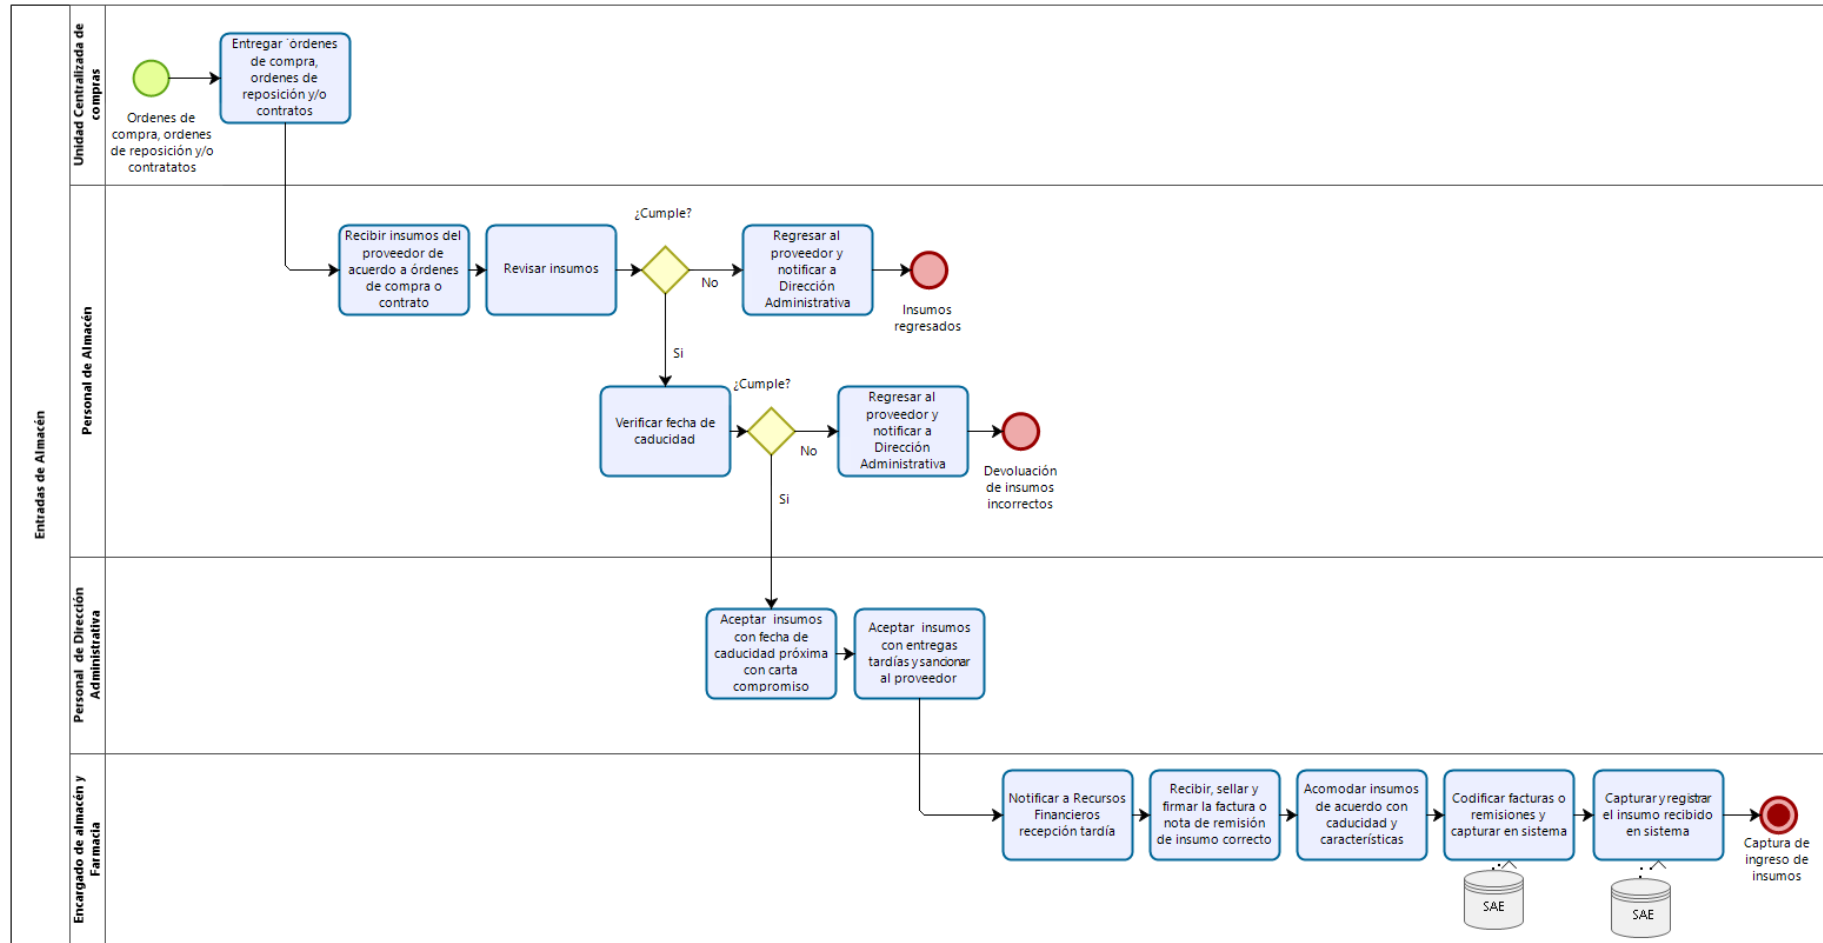 Entradas de Almacén
Unidad Centralizada de
compras
Ordenes de
compra, ordenes
de reposición y/o
contratatos
Entregar ´órdenes
de compra,
ordenes de
reposición y/o
contratos
Personal de Almacén
Recibir insumos del
proveedor de
acuerdo a órdenes
de compra o
contrato
Revisar insumos
¿Cumple?
No
Si
Regresar al
proveedor y
notificar a
Dirección
Administrativa
Insumos
regresados
Verificar fecha de
caducidad
¿Cumple?
No
Si
Regresar al
proveedor y
notificar a
Dirección
Administrativa
Devoluación
de insumos
incorrectos
Personal de Dirección
Administrativa
Aceptar insumos
con fecha de
caducidad próxima
con carta
compromiso
Aceptar insumos
con entregas
tardías y sancionar
al proveedor
Encargado de almacén y
Farmacia
Notificar a Recursos
Financieros
recepción tardía
Recibir, sellar y
firmar la factura o
nota de remisión
de insumo correcto
Acomodar insumos
de acuerdo con
caducidad y
características
Codificar facturas o
remisiones y
capturar en sistema
SAE
Capturar y registrar
el insumo recibido
en sistema
SAE
Captura de
ingreso de
insumos